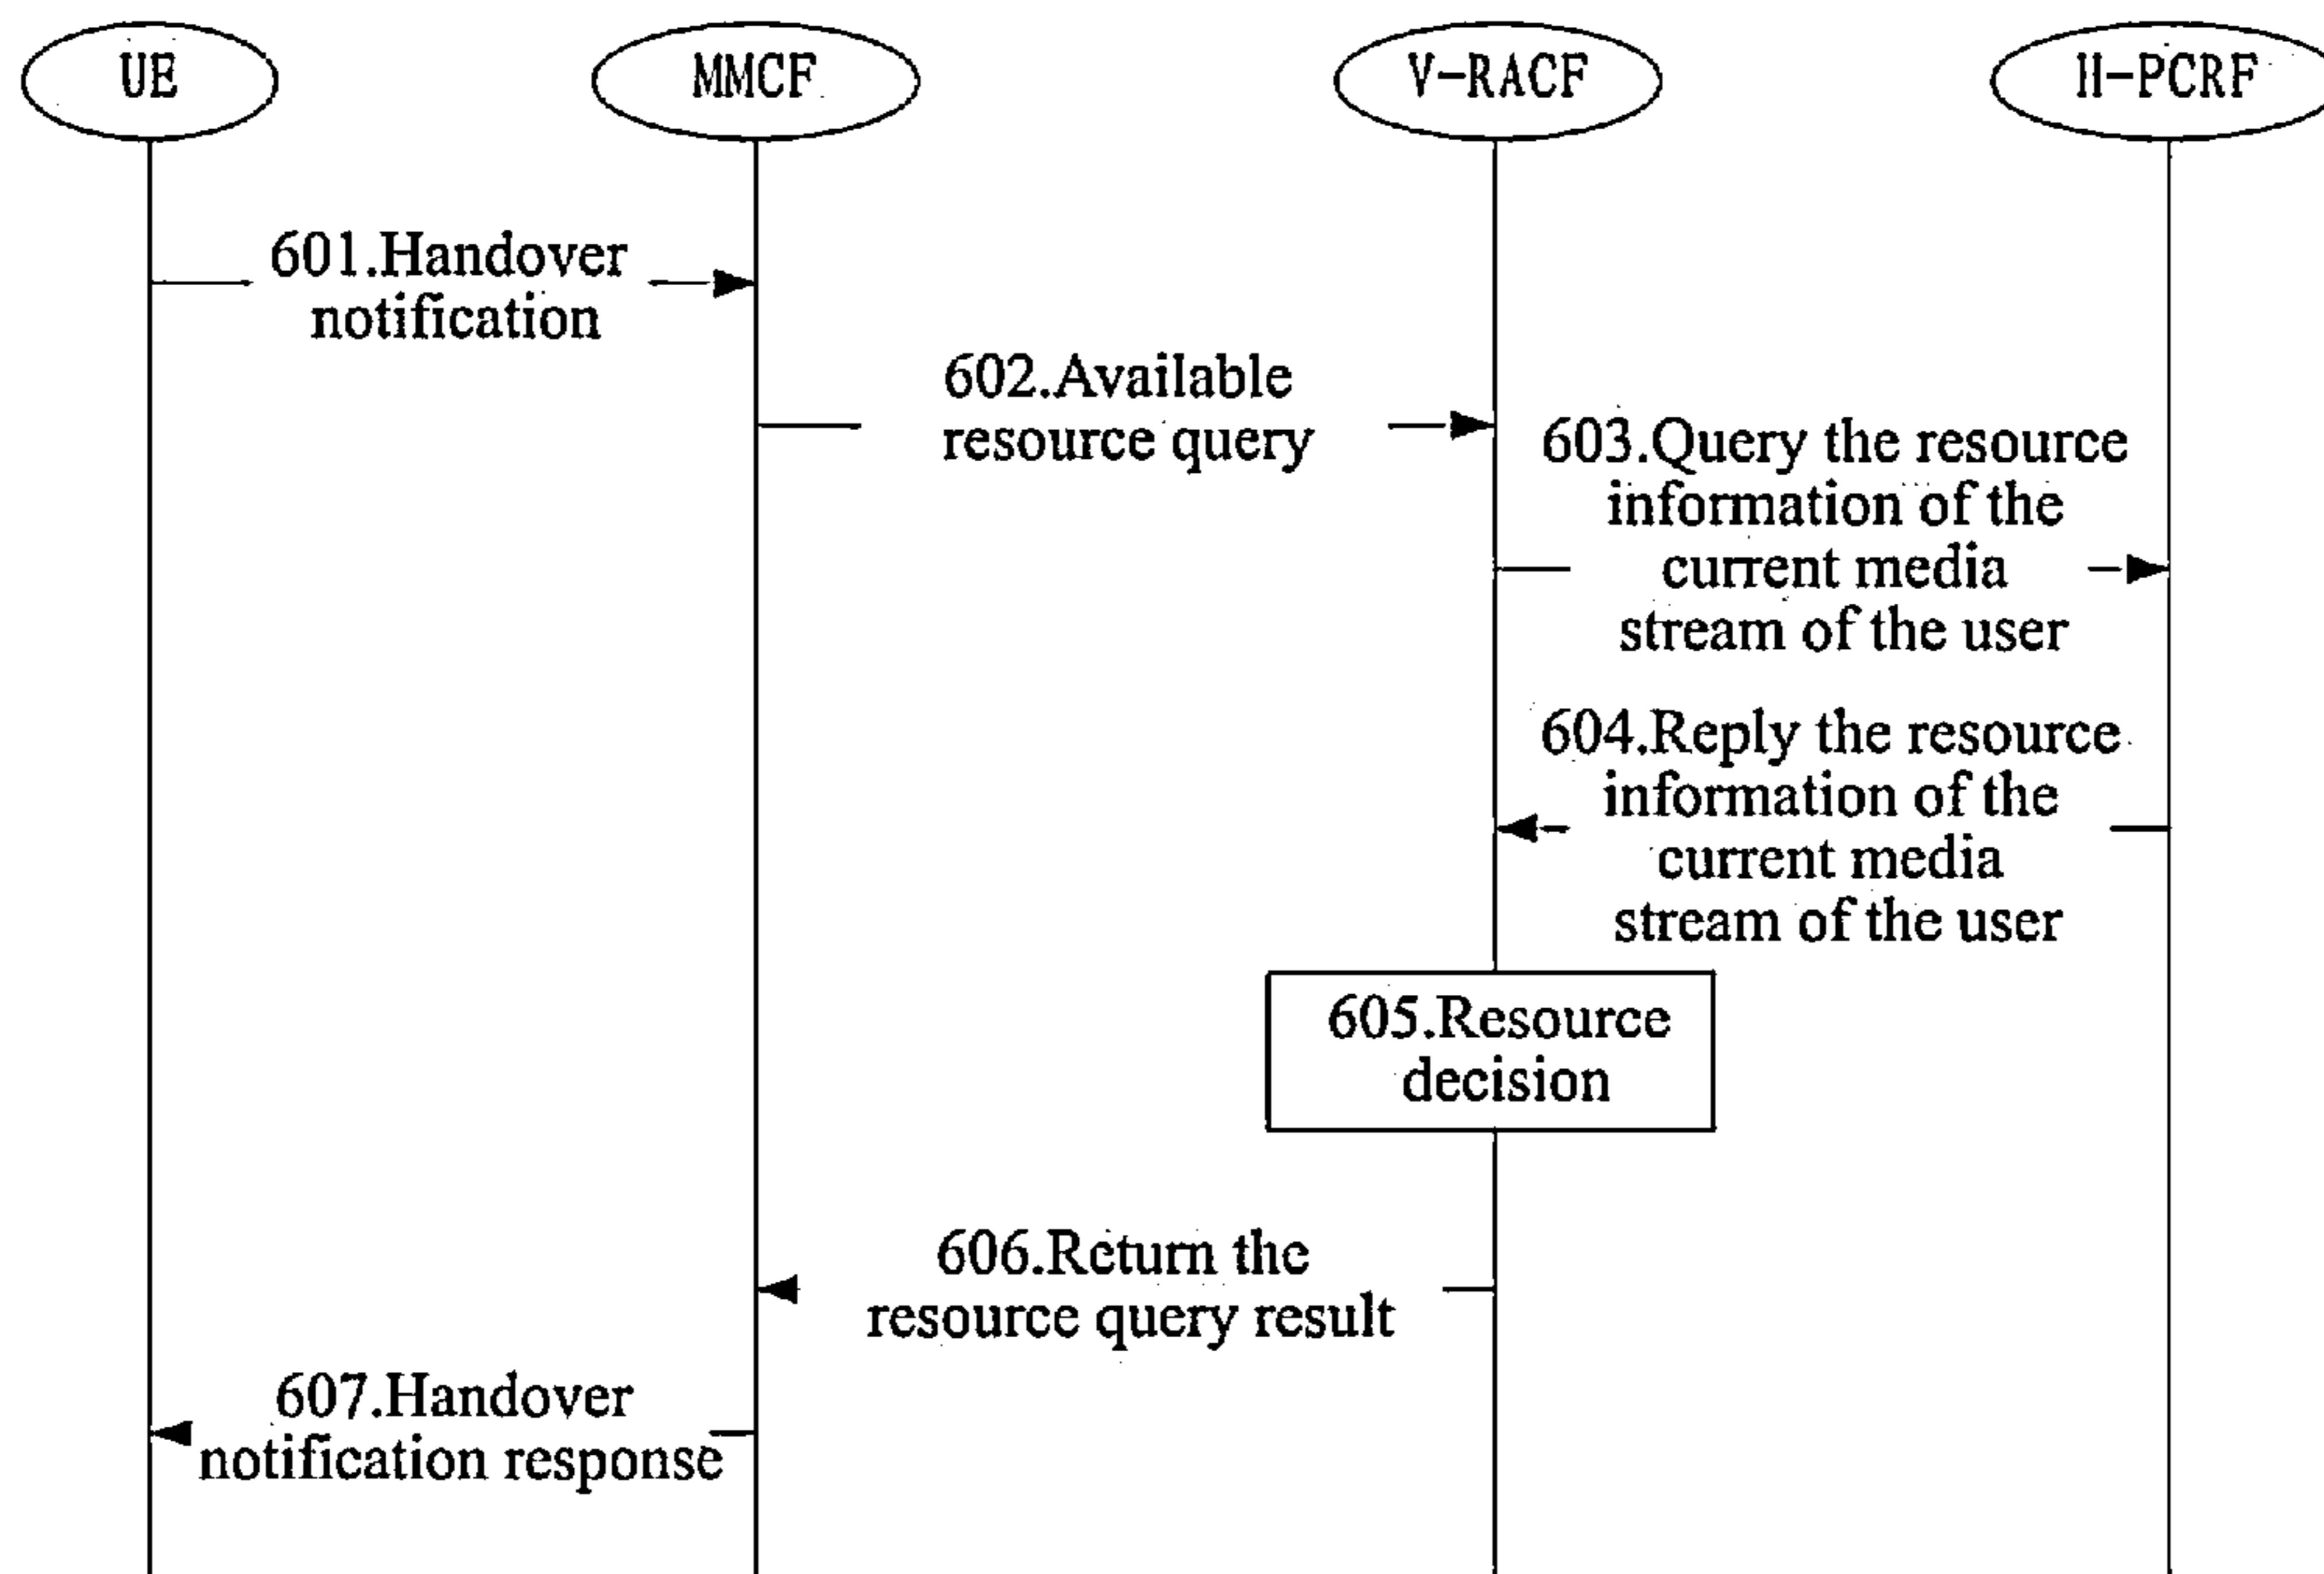 UE
MMCF
V-RACF
H-PCRF
601.Handover
notification
602.Available
resource query
603.Query the resource
information of the
current media
stream of the user
604.Reply the resource
information of the
current media
stream of the user
605.Resource
decision
606.Return the
resource query result
607.Handover
notification response